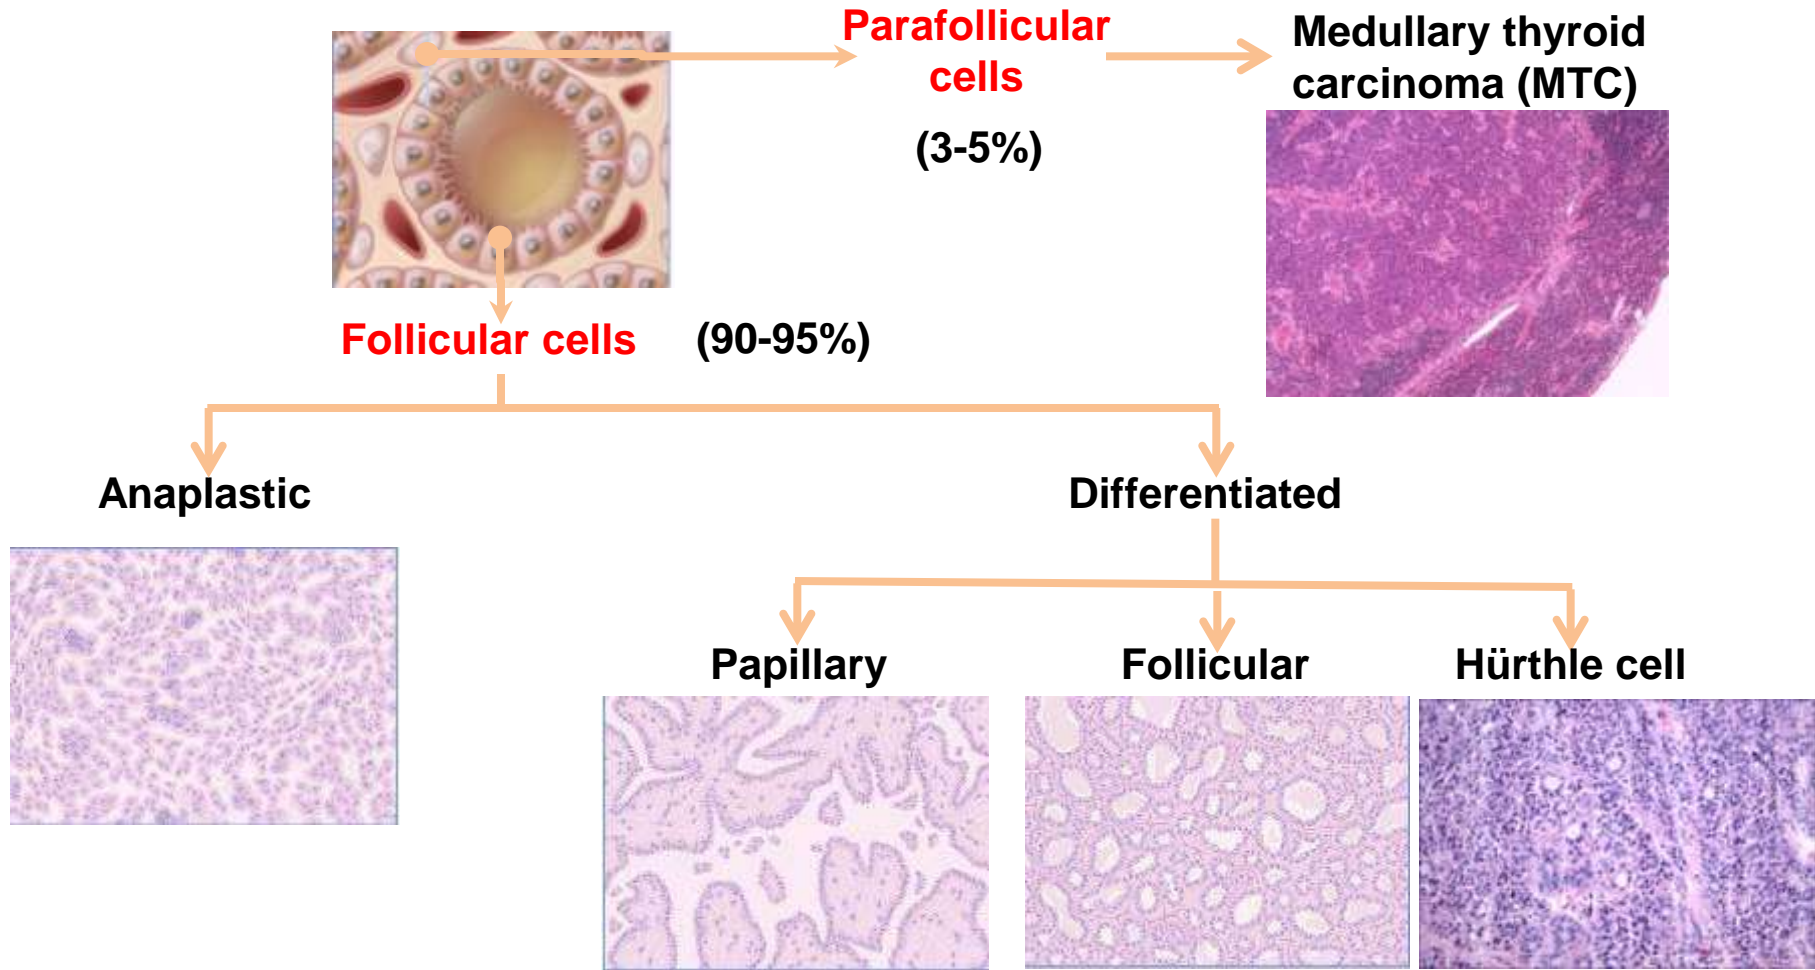 Parafollicular
cells
(3-5%)
Medullary thyroid
carcinoma (MTC)
Follicular cells (90-95%)
Anaplastic
Differentiated
Papillary
Follicular
Hürthle cell